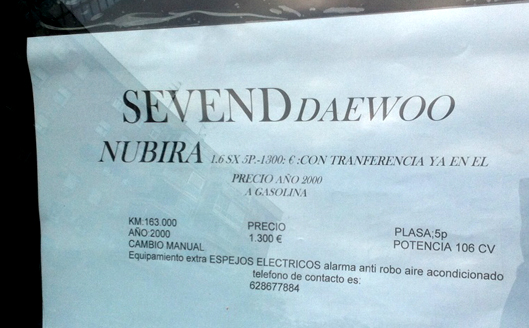 SEVEND DAEWOO
NUBIRA 1.6 SX 5P.-1300: € :CON TRANFERENCIA YA EN EL
PRECIO AÑO 2000
A GASOLINA
KM.163.000 PRECIO PLASA;5p
AÑO:2000 1.300 € POTENCIA 106 CV
CAMBIO MANUAL
Equipamiento extra ESPEJOS ELECTRICOS alarma anti robo aire acondicionado
telefono de contacto es:
628677884